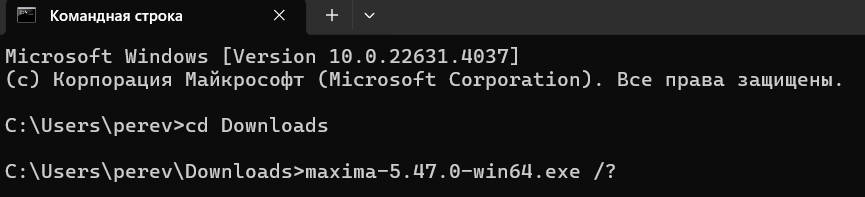 Командная строка
Microsoft Windows [Version 10.0.22631.4037]
(c) Корпорация Майкрософт (Microsoft Corporation). Все права защищены.
C:\Users\perev>cd Downloads
C:\Users\perev\Downloads>maxima-5.47.0-win64.exe /?